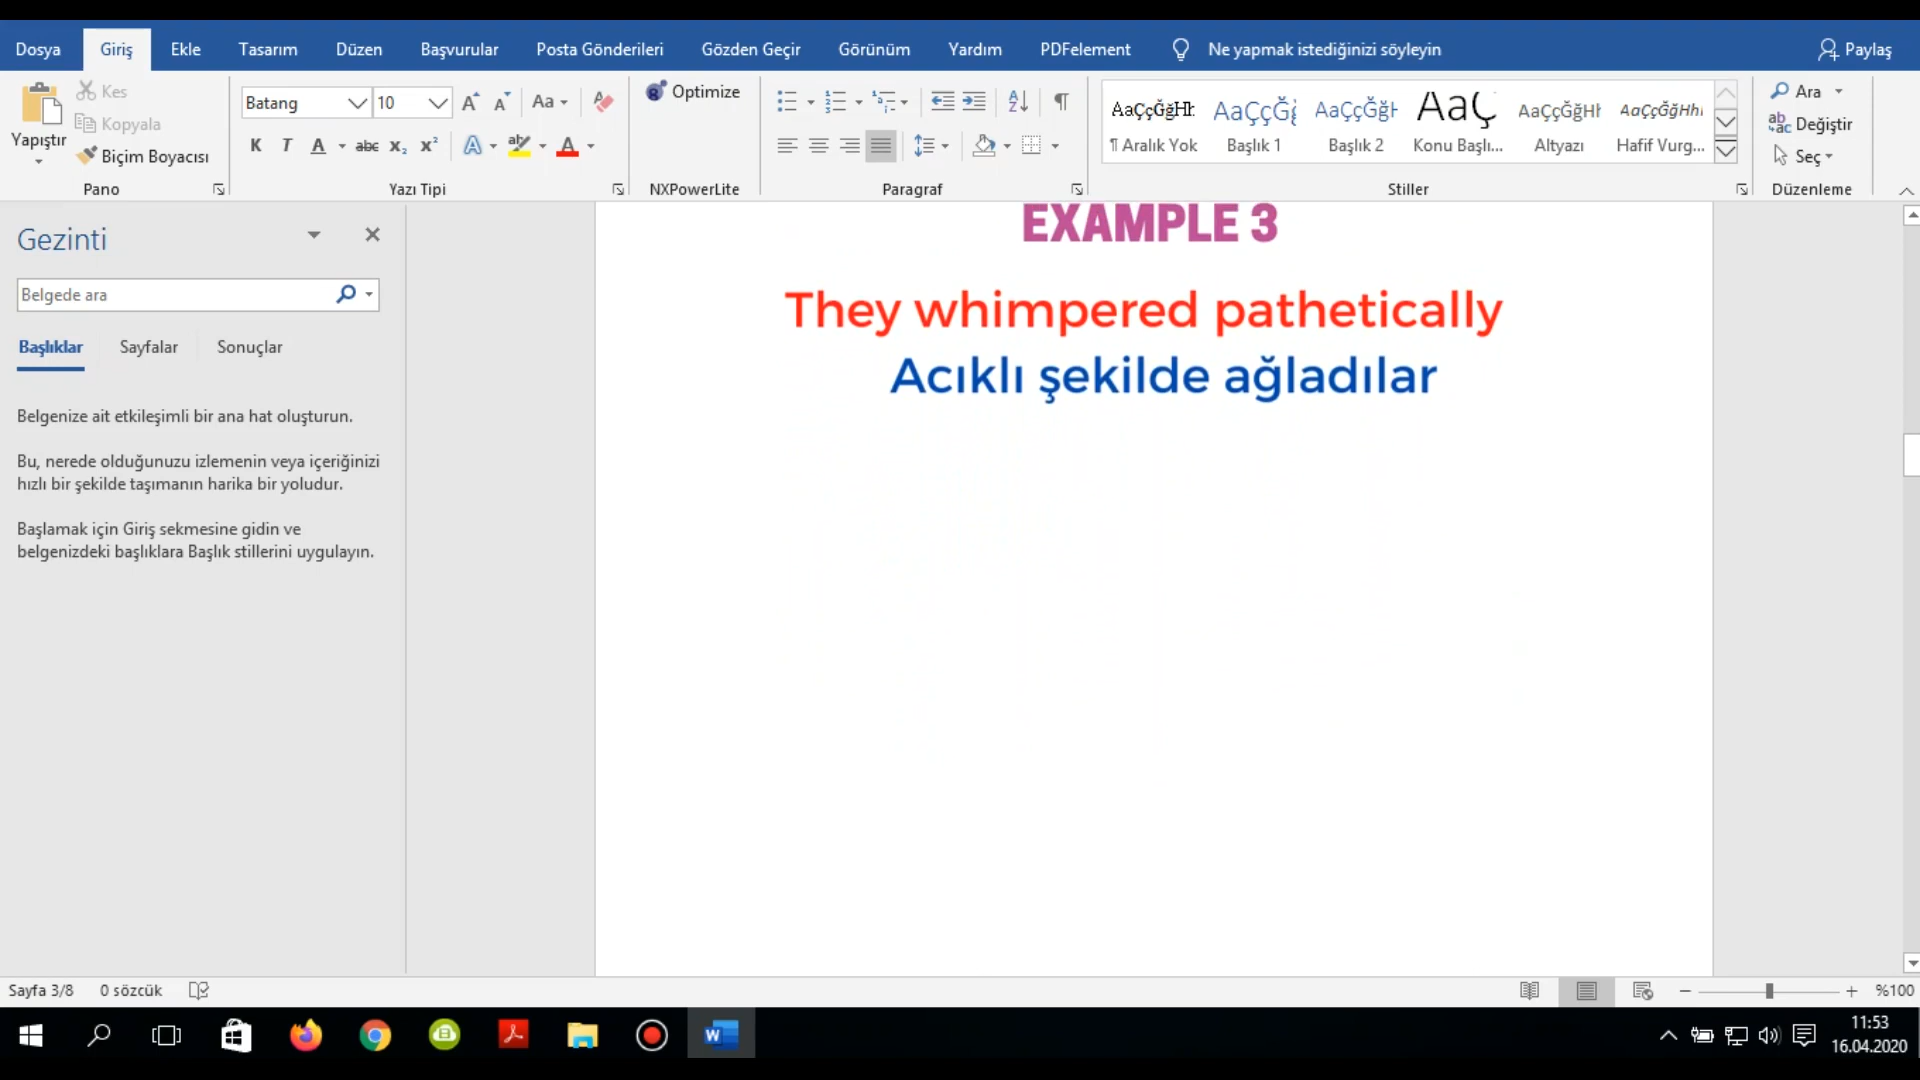 Dosya Giriş Ekle Tasarım Düzen Başvurular Posta Gönderileri Gözden Geçir Görünüm Yardım PDFelement Ne yapmak istediğinizi söyleyin Paylaş
Yapıştır
Kes
Kopyala
Biçim Boyacısı
Pano
Batang 10
K T A abc x₂ x²
Yazı Tipi
Optimize
NXPowerLite
Paragraf
AaÇçĞğHh AaÇçĞğ AaÇçĞğH AaÇ AaÇçĞğHh AaÇçĞğHh
¶ Aralık Yok Başlık 1 Başlık 2 Konu Başlı... Altyazı Hafif Vurg...
Stiller
Ara
Değiştir
Seç
Düzenleme
Gezinti
Belgede ara
Başlıklar Sayfalar Sonuçlar
Belgenize ait etkileşimli bir ana hat oluşturun.
Bu, nerede olduğunuzu izlemenin veya içeriğinizi
hızlı bir şekilde taşımanın harika bir yoludur.
Başlamak için Giriş sekmesine gidin ve
belgenizdeki başlıklara Başlık stillerini uygulayın.
EXAMPLE 3
They whimpered pathetically
Acıklı şekilde ağladılar
Sayfa 3/8 0 sözcük %100
11:53
16.04.2020